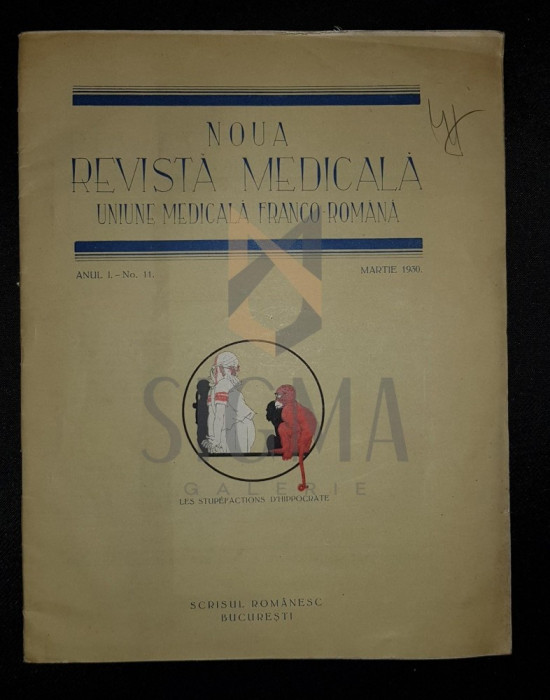 NOUA
REVISTĂ MEDICALĂ
UNIUNE MEDICALĂ FRANCO-ROMÂNĂ
ANUL I. – No. 11.
MARTIE 1930.
SIGMA
GALERIE
LES STUPÉFACTIONS D'HIPPOCRATE
SCRISUL ROMÂNESC
BUCUREȘTI